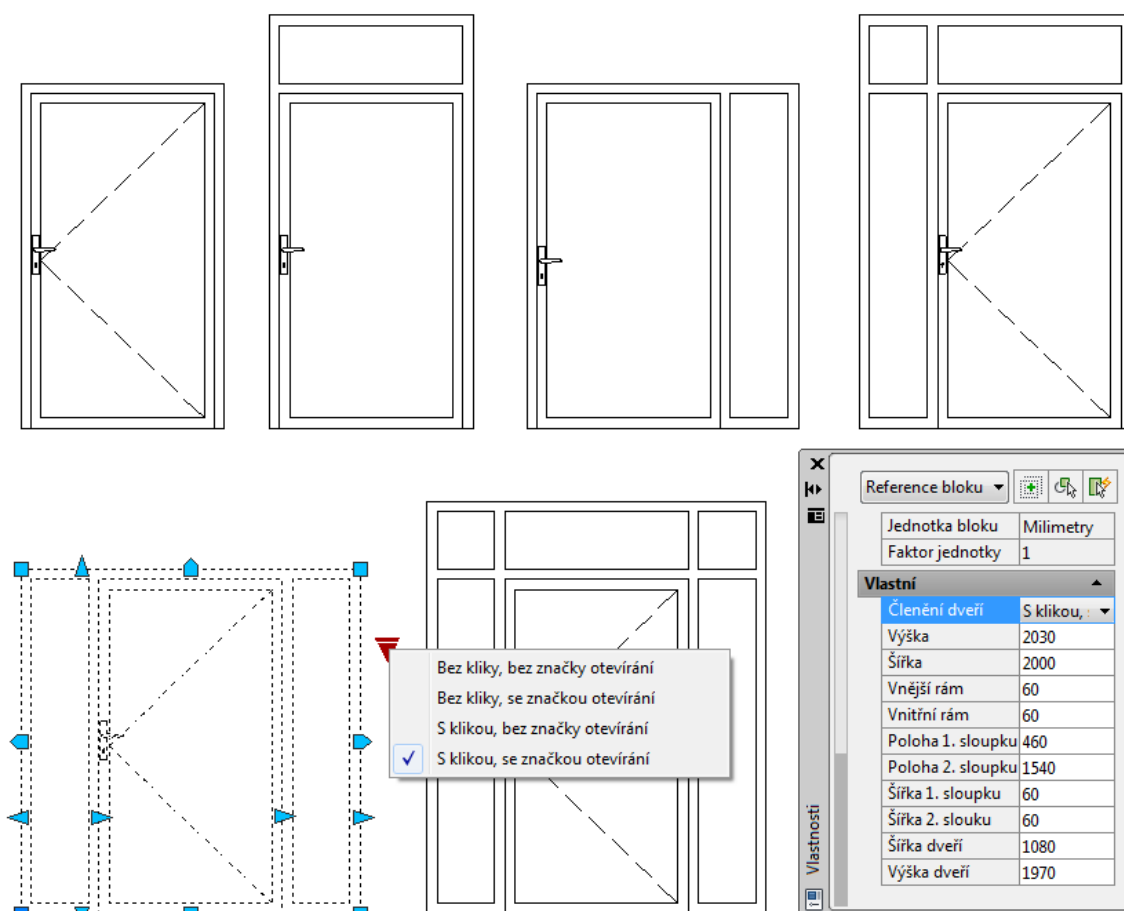 Reference bloku
Jednotka bloku Milimetry
Faktor jednotky 1
Vlastní
Členění dveří S klikou,
Výška 2030
Šířka 2000
Vnější rám 60
Vnitřní rám 60
Poloha 1. sloupku 460
Poloha 2. sloupku 1540
Šířka 1. sloupku 60
Šířka 2. slouku 60
Šířka dveří 1080
Výška dveří 1970
Vlastnosti
Bez kliky, bez značky otevírání
Bez kliky, se značkou otevírání
S klikou, bez značky otevírání
S klikou, se značkou otevírání